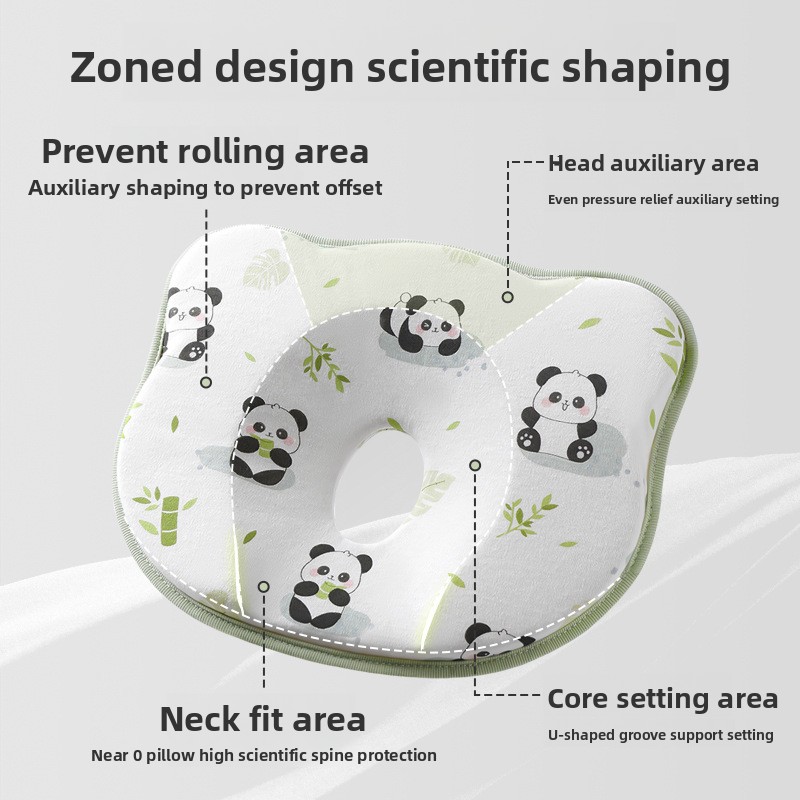 Zoned design scientific shaping
Prevent rolling area
Auxiliary shaping to prevent offset
Head auxiliary area
Even pressure relief auxiliary setting
Neck fit area
Near 0 pillow high scientific spine protection
Core setting area
U-shaped groove support setting